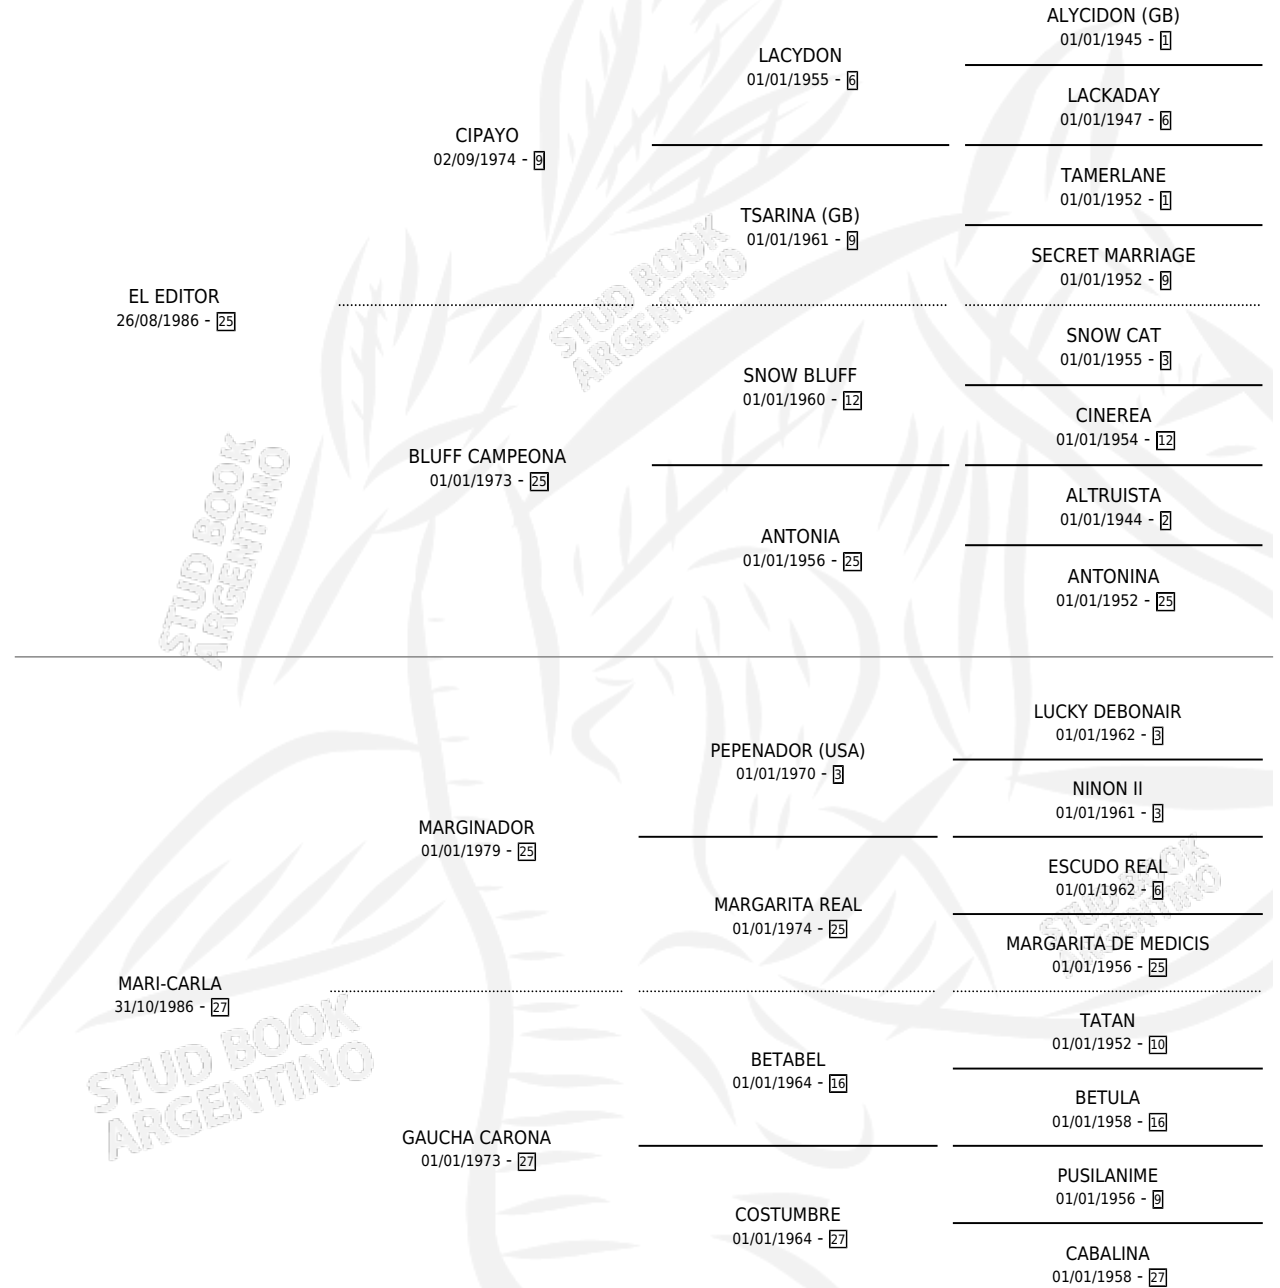 ALYCIDON (GB)
01/01/1945 - 1
LACYDON
01/01/1955 - 6
LACKADAY
01/01/1947 - 6
CIPAYO
02/09/1974 - 9
TAMERLANE
01/01/1952 - 1
TSARINA (GB)
01/01/1961 - 9
SECRET MARRIAGE
01/01/1952 - 9
EL EDITOR
26/08/1986 - 25
SNOW CAT
01/01/1955 - 3
SNOW BLUFF
01/01/1960 - 12
CINEREA
01/01/1954 - 12
BLUFF CAMPEONA
01/01/1973 - 25
ALTRUISTA
01/01/1944 - 2
ANTONIA
01/01/1956 - 25
ANTONINA
01/01/1952 - 25
STUD BOOK
ARGENTINO
STUD BOOK
ARGENTINO
LUCKY DEBONAIR
01/01/1962 - 3
PEPENADOR (USA)
01/01/1970 - 3
NINON II
01/01/1961 - 3
MARGINADOR
01/01/1979 - 25
ESCUDO REAL
01/01/1962 - 6
MARGARITA REAL
01/01/1974 - 25
MARGARITA DE MEDICIS
01/01/1956 - 25
STUD BOOK
ARGENTINO
MARI-CARLA
31/10/1986 - 27
TATAN
01/01/1952 - 10
BETABEL
01/01/1964 - 16
BETULA
01/01/1958 - 16
STUD BOOK
ARGENTINO
GAUCHA CARONA
01/01/1973 - 27
PUSILANIME
01/01/1956 - 9
COSTUMBRE
01/01/1964 - 27
CABALINA
01/01/1958 - 27